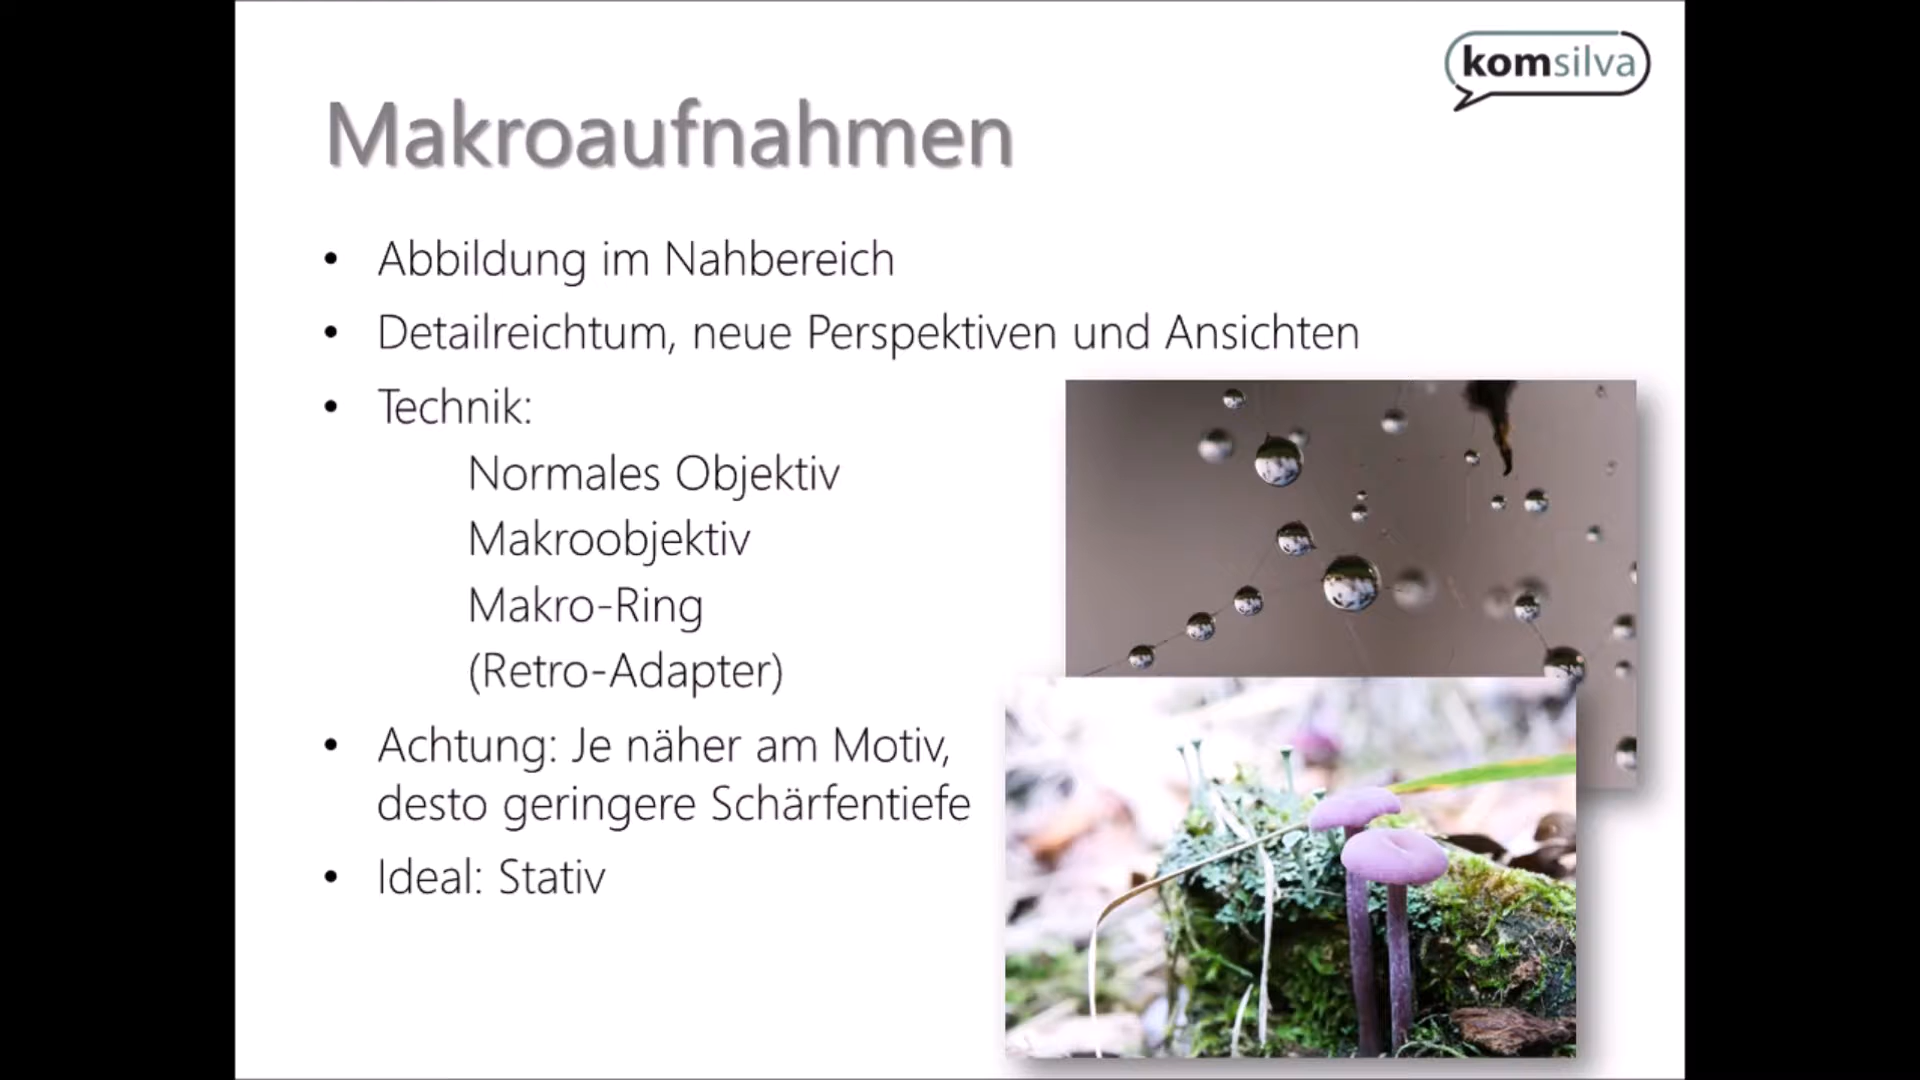 komsilva
Makroaufnahmen
• Abbildung im Nahbereich
• Detailreichtum, neue Perspektiven und Ansichten
• Technik:
Normales Objektiv
Makroobjektiv
Makro-Ring
(Retro-Adapter)
• Achtung: Je näher am Motiv,
desto geringere Schärfentiefe
• Ideal: Stativ